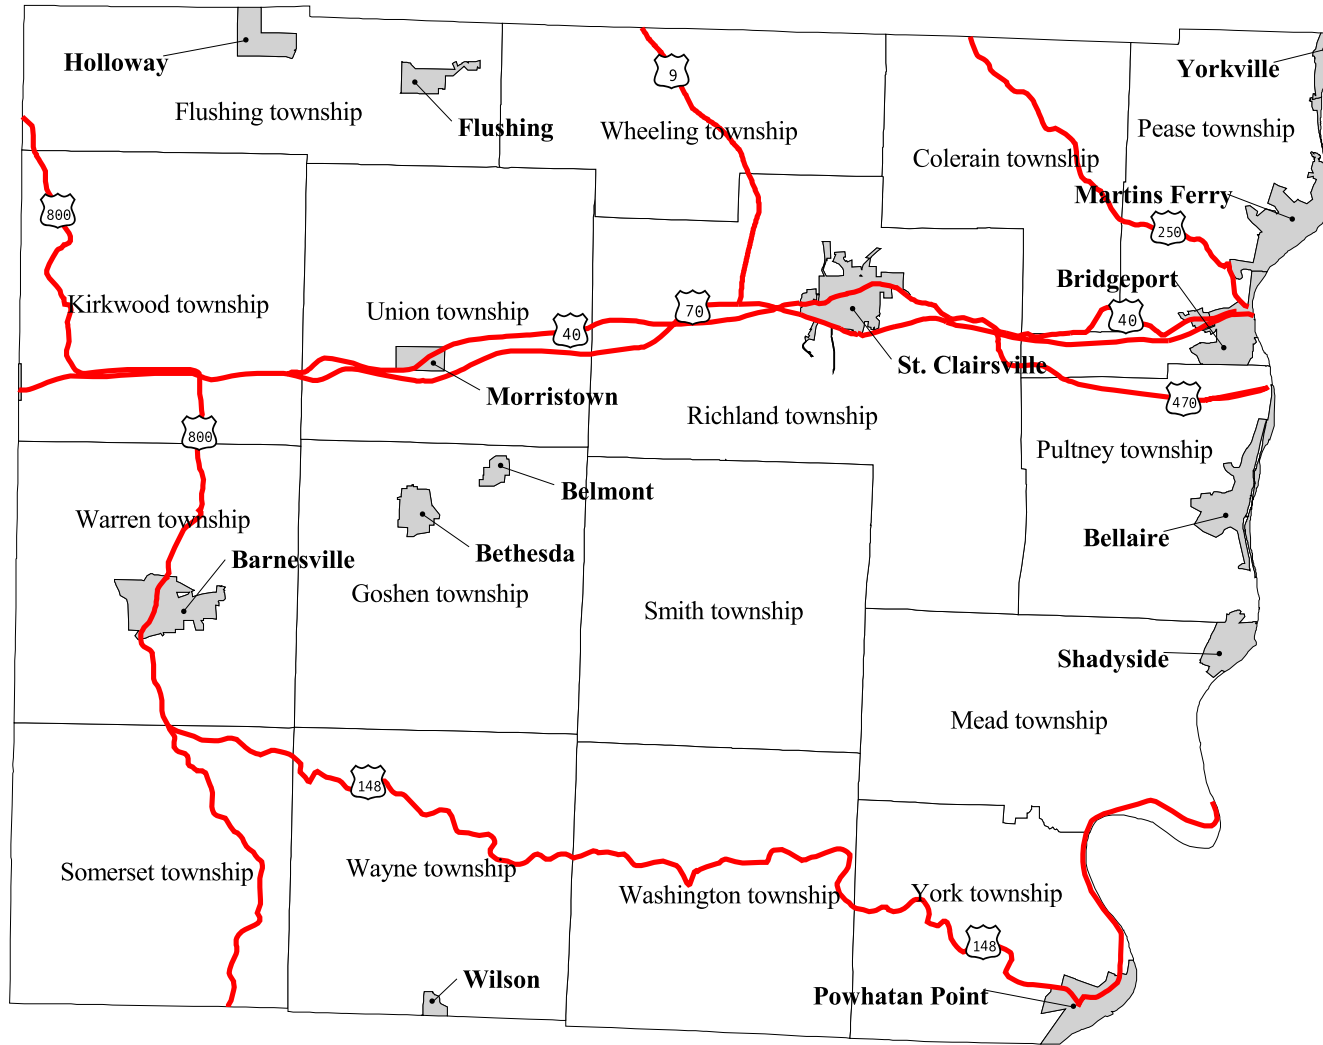 Holloway
Yorkville
9
Flushing township
Flushing
Wheeling township
Pease township
Colerain township
Martins Ferry
800
250
Bridgeport
Kirkwood township
Union township
70
40
40
St. Clairsville
Morristown
470
Richland township
800
Pultney township
Belmont
Warren township
Bellaire
Bethesda
Barnesville
Goshen township
Smith township
Shadyside
Mead township
148
Somerset township
Wayne township
Washington township
York township
148
Wilson
Powhatan Point